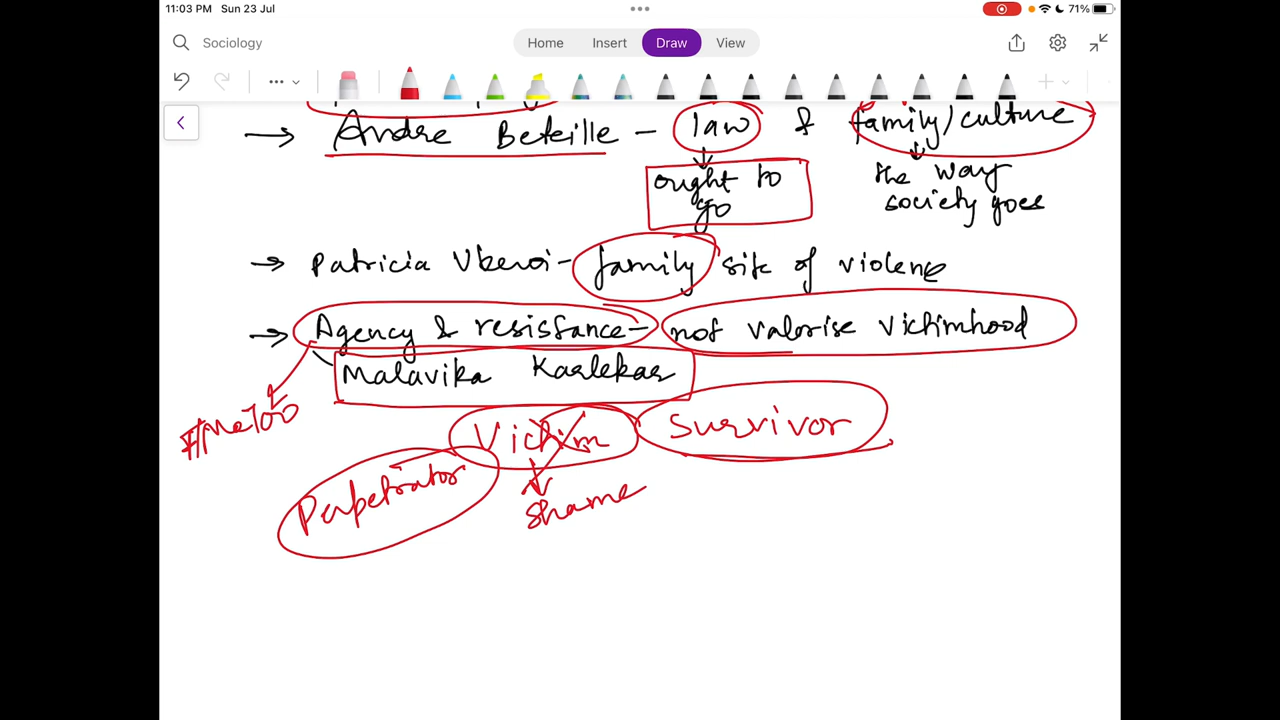 11:03 PM Sun 23 Jul
71%
Sociology
Home Insert Draw View
→ Andre Beteille - law & family/culture
ought to go
the way society goes
→ Patricia Uberoi - family site of violence
→ Agency & resistance - not valorise victimhood
Malavika Karlekar
#MeToo
Victim Survivor
Perpetrator
shame